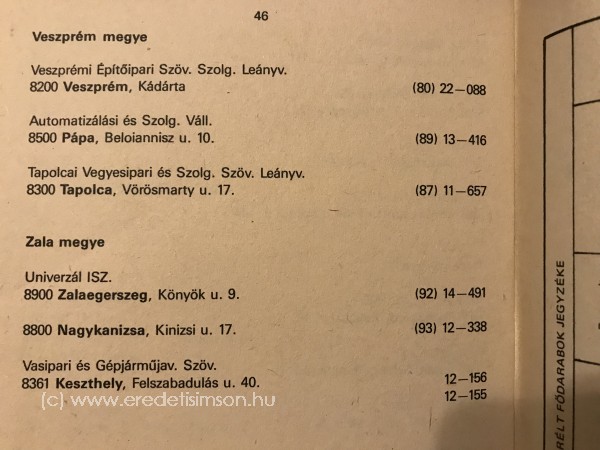 46
Veszprém megye
Veszprémi Építőipari Szöv. Szolg. Leányv.
8200 Veszprém, Kádárta (80) 22—088
Automatizálási és Szolg. Váll.
8500 Pápa, Beloiannisz u. 10. (89) 13—416
Tapolcai Vegyesipari és Szolg. Szöv. Leányv.
8300 Tapolca, Vörösmarty u. 17. (87) 11—657
Zala megye
Univerzál ISZ.
8900 Zalaegerszeg, Könyök u. 9. (92) 14—491
8800 Nagykanizsa, Kinizsi u. 17. (93) 12—338
Vasipari és Gépjárműjav. Szöv.
8361 Keszthely, Felszabadulás u. 40. 12—156
12—155
(c) www.eredetisimson.hu
RÉLT FŐDARABOK JEGYZÉKE